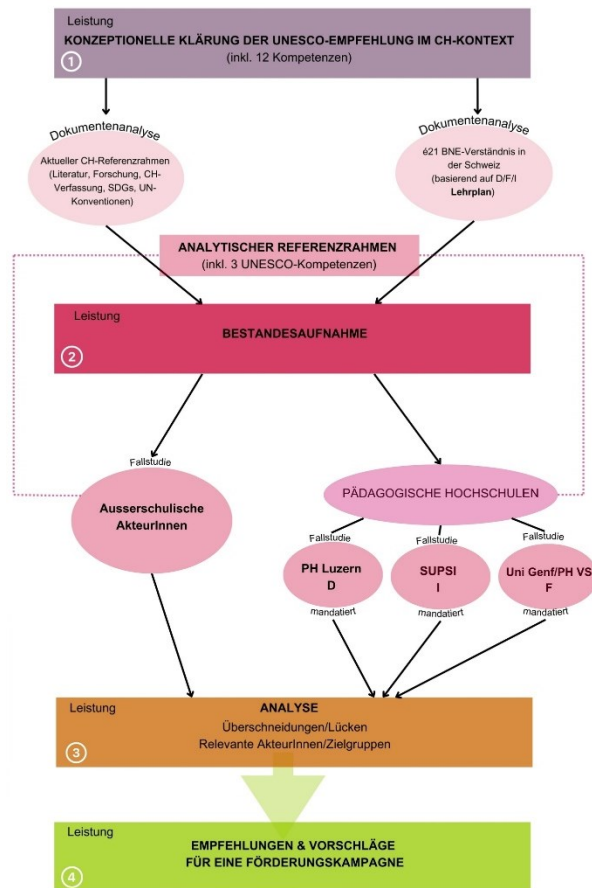 Leistung
KONZEPTIONELLE KLÄRUNG DER UNESCO-EMPFEHLUNG IM CH-KONTEXT
(inkl. 12 Kompetenzen)
1
Dokumentenanalyse
Aktueller CH-Referenzrahmen
(Literatur, Forschung, CH-
Verfassung, SDGs, UN-
Konventionen)
Dokumentenanalyse
é21 BNE-Verständnis in
der Schweiz
(basierend auf D/F/I
Lehrplan)
ANALYTISCHER REFERENZRAHMEN
(inkl. 3 UNESCO-Kompetenzen)
Leistung
BESTANDESAUFNAHME
2
Fallstudie
Ausserschulische
AkteurInnen
PÄDAGOGISCHE HOCHSCHULEN
Fallstudie
PH Luzern
D
mandatiert
Fallstudie
SUPSI
I
mandatiert
Fallstudie
Uni Genf/PH VS
F
mandatiert
Leistung
ANALYSE
Überschneidungen/Lücken
Relevante AkteurInnen/Zielgruppen
3
Leistung
EMPFEHLUNGEN & VORSCHLÄGE
FÜR EINE FÖRDERUNGSKAMPAGNE
4